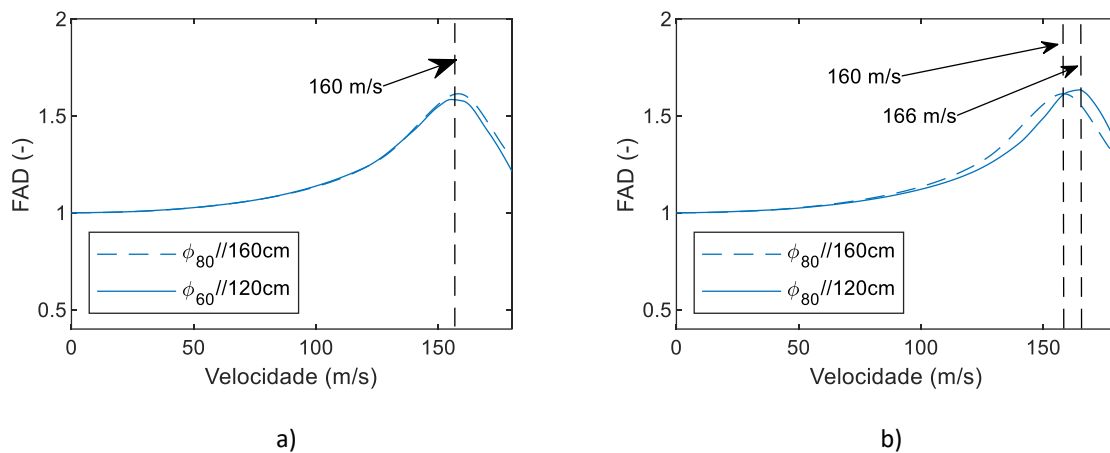 2
1.5
1
0.5
FAD (-)
160 m/s
ϕ80//160cm
ϕ60//120cm
0
50
100
150
Velocidade (m/s)
a)
2
1.5
1
0.5
FAD (-)
160 m/s
166 m/s
ϕ80//160cm
ϕ80//120cm
0
50
100
150
Velocidade (m/s)
b)